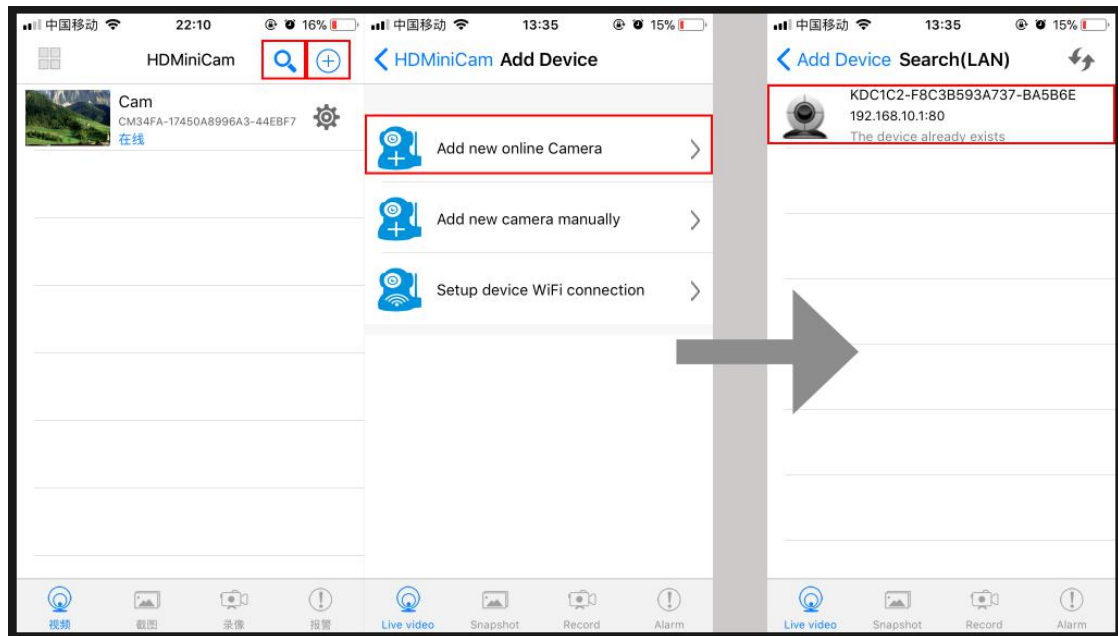 中国移动 22:10 16%
HDMiniCam
Cam
CM34FA-17450A8996A3-44EBF7
在线
视频 截图 录像 报警
中国移动 13:35 15%
HDMiniCam Add Device
Add new online Camera
Add new camera manually
Setup device WiFi connection
Live video Snapshot Record Alarm
中国移动 13:35 15%
Add Device Search(LAN)
KDC1C2-F8C3B593A737-BA5B6E
192.168.10.1:80
The device already exists
Live video Snapshot Record Alarm